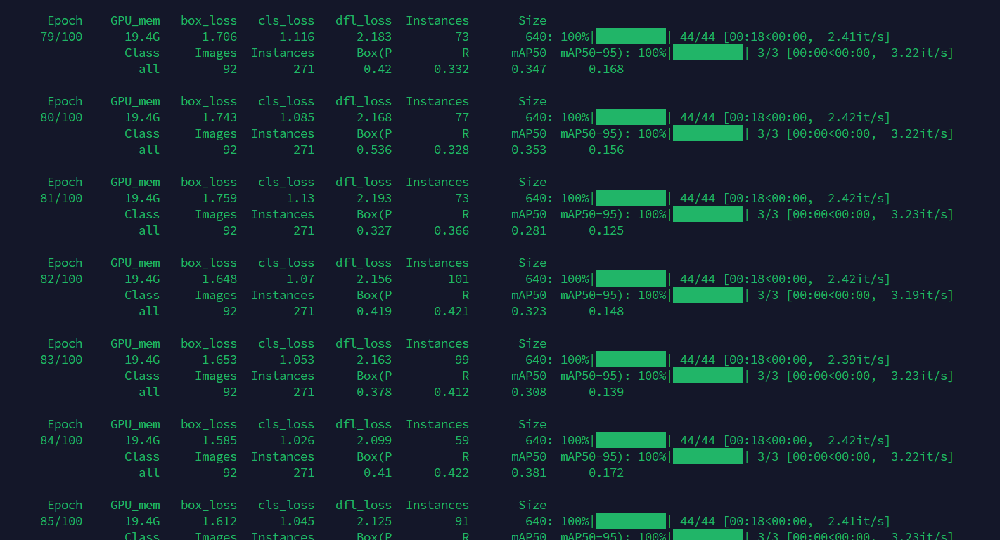 Epoch GPU_mem box_loss cls_loss dfl_loss Instances Size
79/100 19.4G 1.706 1.116 2.183 73 640: 100%|██████████| 44/44 [00:18<00:00, 2.41it/s]
Class Images Instances Box(P R mAP50 mAP50-95): 100%|██████████| 3/3 [00:00<00:00, 3.22it/s]
all 92 271 0.42 0.332 0.347 0.168
Epoch GPU_mem box_loss cls_loss dfl_loss Instances Size
80/100 19.4G 1.743 1.085 2.168 77 640: 100%|██████████| 44/44 [00:18<00:00, 2.42it/s]
Class Images Instances Box(P R mAP50 mAP50-95): 100%|██████████| 3/3 [00:00<00:00, 3.22it/s]
all 92 271 0.536 0.328 0.353 0.156
Epoch GPU_mem box_loss cls_loss dfl_loss Instances Size
81/100 19.4G 1.759 1.13 2.193 73 640: 100%|██████████| 44/44 [00:18<00:00, 2.42it/s]
Class Images Instances Box(P R mAP50 mAP50-95): 100%|██████████| 3/3 [00:00<00:00, 3.23it/s]
all 92 271 0.327 0.366 0.281 0.125
Epoch GPU_mem box_loss cls_loss dfl_loss Instances Size
82/100 19.4G 1.648 1.07 2.156 101 640: 100%|██████████| 44/44 [00:18<00:00, 2.42it/s]
Class Images Instances Box(P R mAP50 mAP50-95): 100%|██████████| 3/3 [00:00<00:00, 3.19it/s]
all 92 271 0.419 0.421 0.323 0.148
Epoch GPU_mem box_loss cls_loss dfl_loss Instances Size
83/100 19.4G 1.653 1.053 2.163 99 640: 100%|██████████| 44/44 [00:18<00:00, 2.39it/s]
Class Images Instances Box(P R mAP50 mAP50-95): 100%|██████████| 3/3 [00:00<00:00, 3.23it/s]
all 92 271 0.378 0.412 0.308 0.139
Epoch GPU_mem box_loss cls_loss dfl_loss Instances Size
84/100 19.4G 1.585 1.026 2.099 59 640: 100%|██████████| 44/44 [00:18<00:00, 2.42it/s]
Class Images Instances Box(P R mAP50 mAP50-95): 100%|██████████| 3/3 [00:00<00:00, 3.22it/s]
all 92 271 0.41 0.422 0.381 0.172
Epoch GPU_mem box_loss cls_loss dfl_loss Instances Size
85/100 19.4G 1.612 1.045 2.125 91 640: 100%|██████████| 44/44 [00:18<00:00, 2.41it/s]
Class Images Instances Box(P R mAP50 mAP50-95): 100%|██████████| 3/3 [00:00<00:00, 3.23it/s]